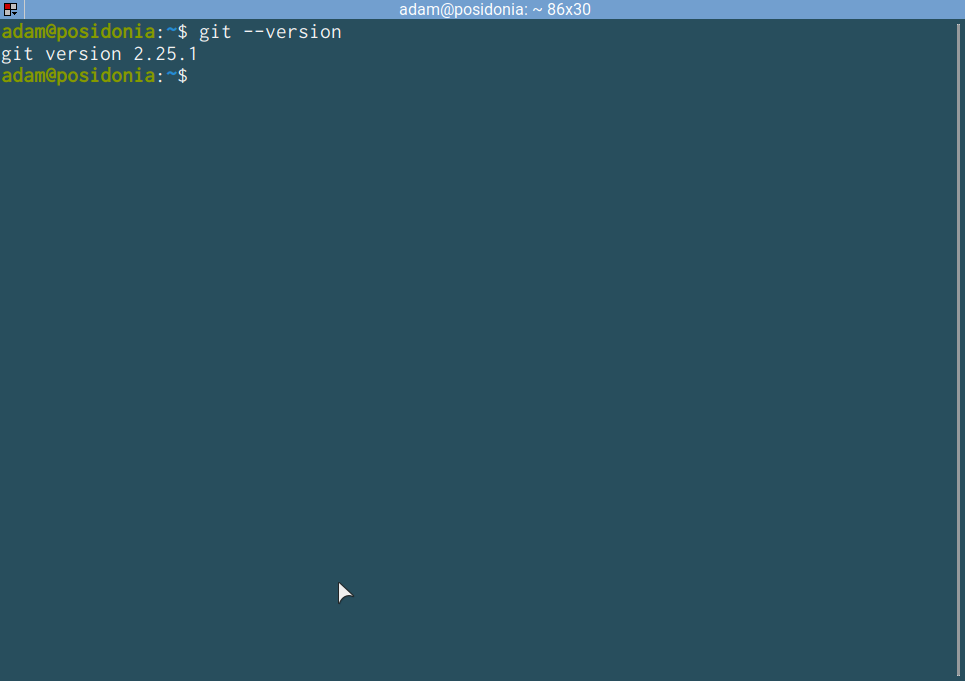 adam@posidonia: ~ 86x30
adam@posidonia:~$ git --version
git version 2.25.1
adam@posidonia:~$